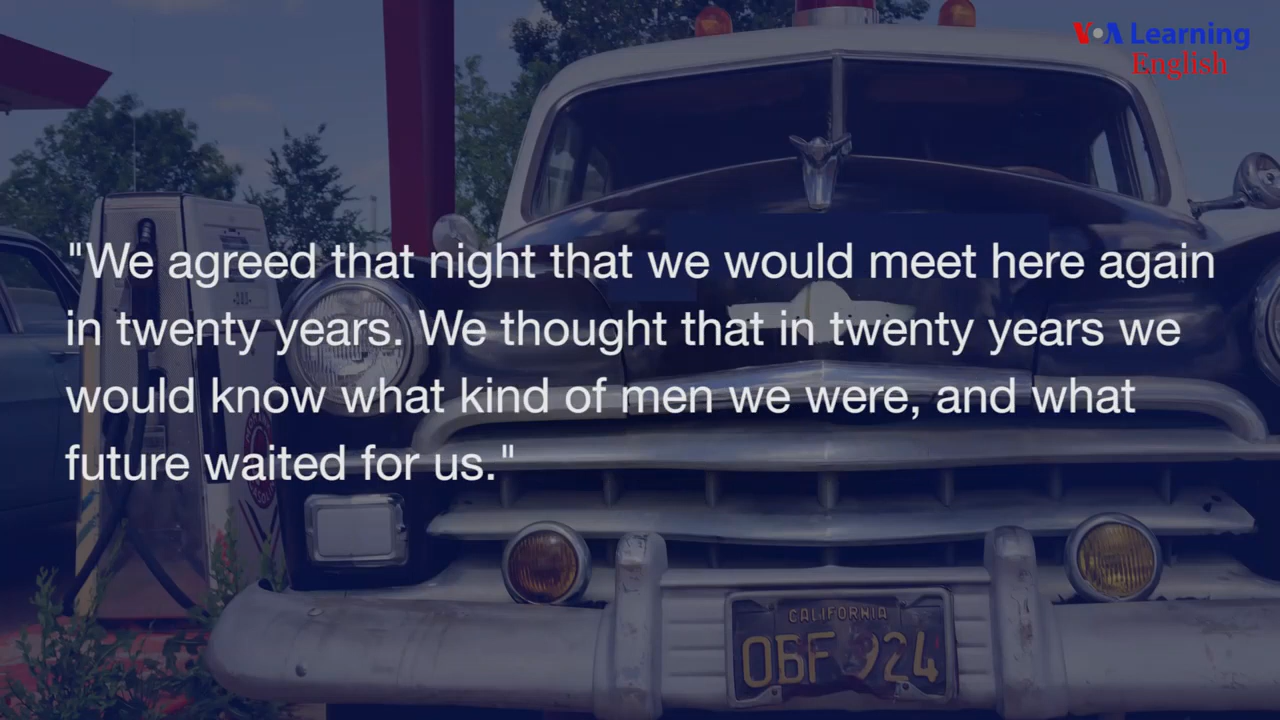 VOA Learning
English
"We agreed that night that we would meet here again
in twenty years. We thought that in twenty years we
would know what kind of men we were, and what
future waited for us."
CALIFORNIA
OBF 924